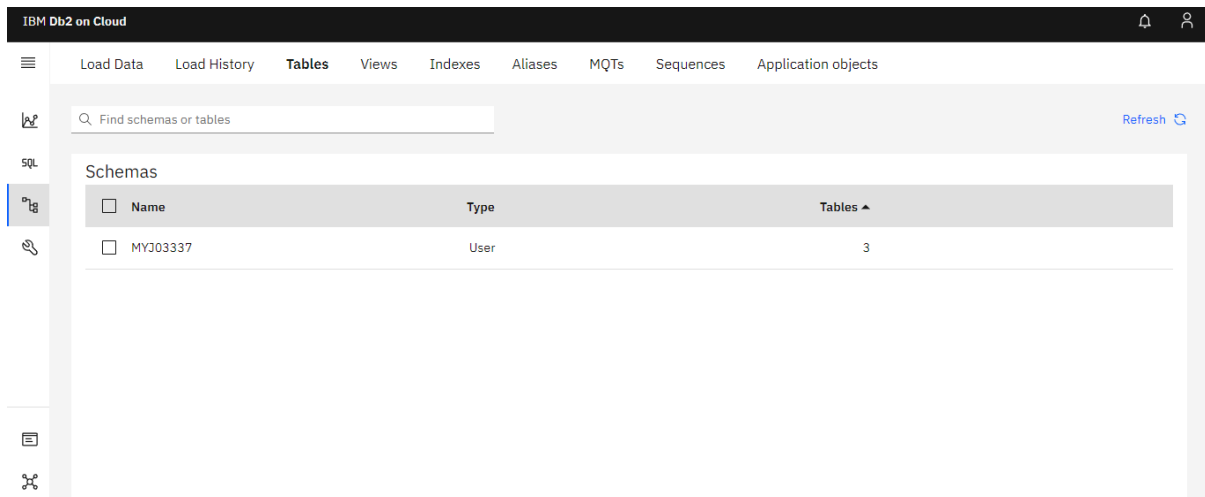 IBM Db2 on Cloud
Load Data Load History Tables Views Indexes Aliases MQTs Sequences Application objects
Find schemas or tables Refresh
SQL
Schemas
Name Type Tables
MYJ03337 User 3